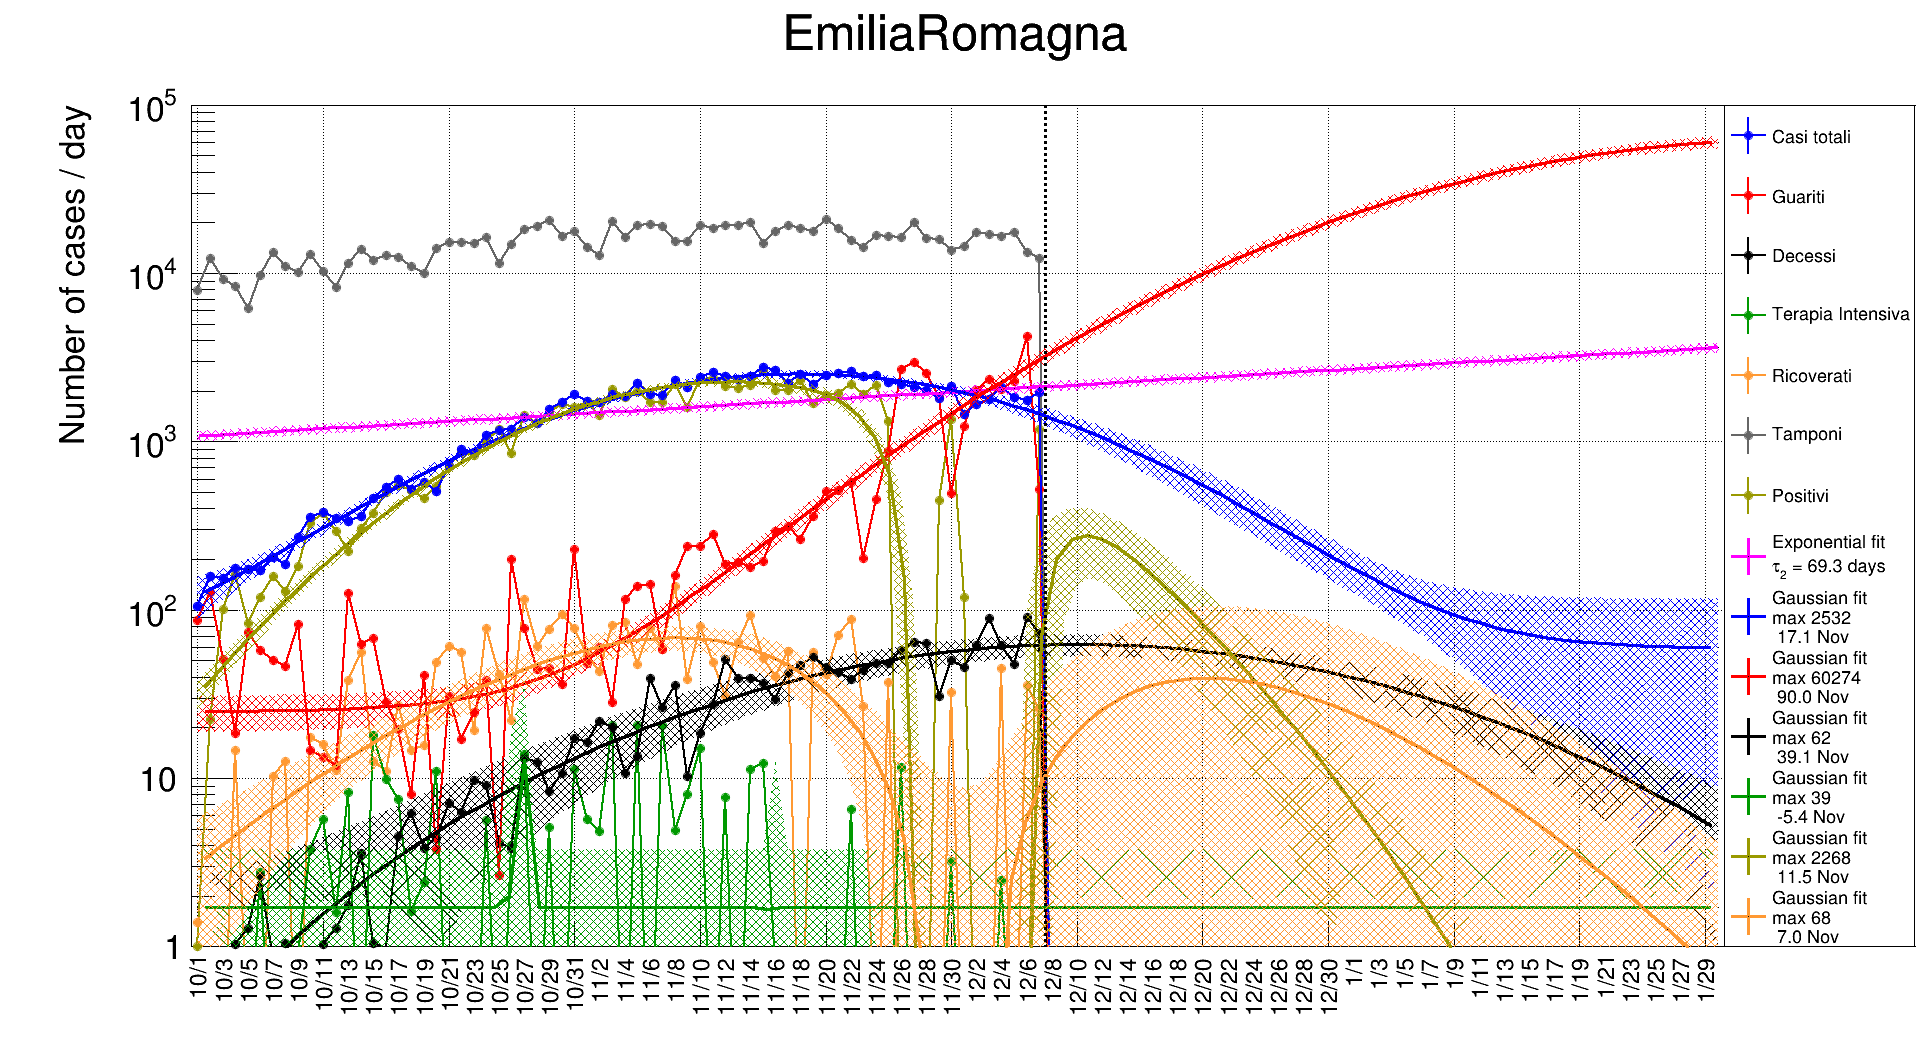 EmiliaRomagna
Number of cases / day
10^5
10^4
10^3
10^2
10
1
10/1
10/3
10/5
10/7
10/9
10/11
10/13
10/15
10/17
10/19
10/21
10/23
10/25
10/27
10/29
10/31
11/2
11/4
11/6
11/8
11/10
11/12
11/14
11/16
11/18
11/20
11/22
11/24
11/26
11/28
11/30
12/2
12/4
12/6
12/8
12/10
12/12
12/14
12/16
12/18
12/20
12/22
12/24
12/26
12/28
12/30
1/1
1/3
1/5
1/7
1/9
1/11
1/13
1/15
1/17
1/19
1/21
1/23
1/25
1/27
1/29
Casi totali
Guariti
Decessi
Terapia Intensiva
Ricoverati
Tamponi
Positivi
Exponential fit
τ2 = 69.3 days
Gaussian fit
max 2532
17.1 Nov
Gaussian fit
max 60274
90.0 Nov
Gaussian fit
max 62
39.1 Nov
Gaussian fit
max 39
-5.4 Nov
Gaussian fit
max 2268
11.5 Nov
Gaussian fit
max 68
7.0 Nov